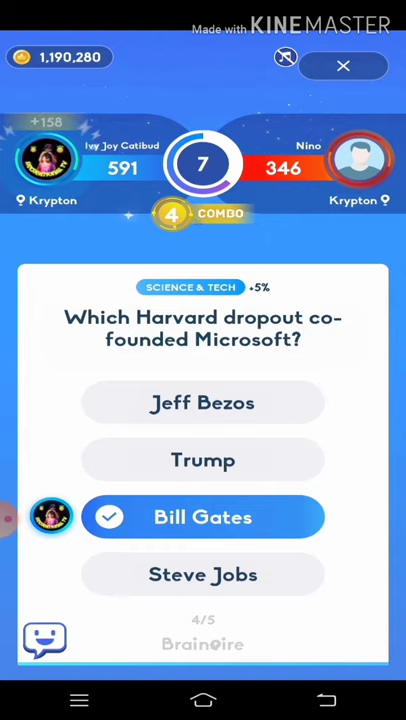 Made with KINEMASTER
1,190,280
+158
Ivy Joy Catibud
591
7
Nino
346
Krypton
Krypton
4 COMBO
SCIENCE & TECH +5%
Which Harvard dropout co-
founded Microsoft?
Jeff Bezos
Trump
Bill Gates
Steve Jobs
4/5